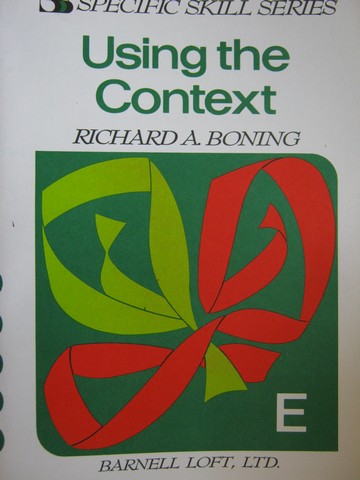 SPECIFIC SKILL SERIES
Using the
Context
RICHARD A. BONING
E
BARNELL LOFT, LTD.